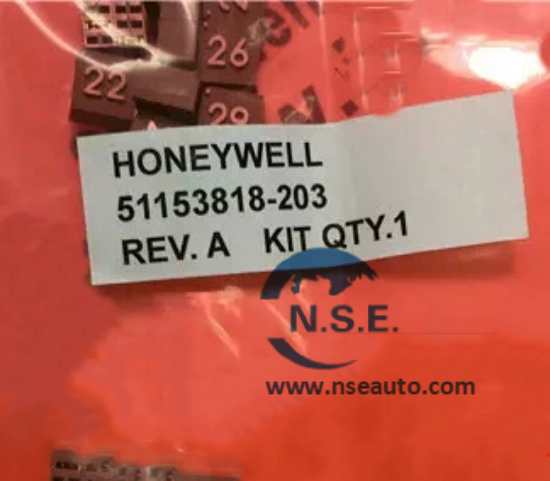 26
22
29
HONEYWELL
51153818-203
REV. A KIT QTY.1
N.S.E.
www.nseauto.com